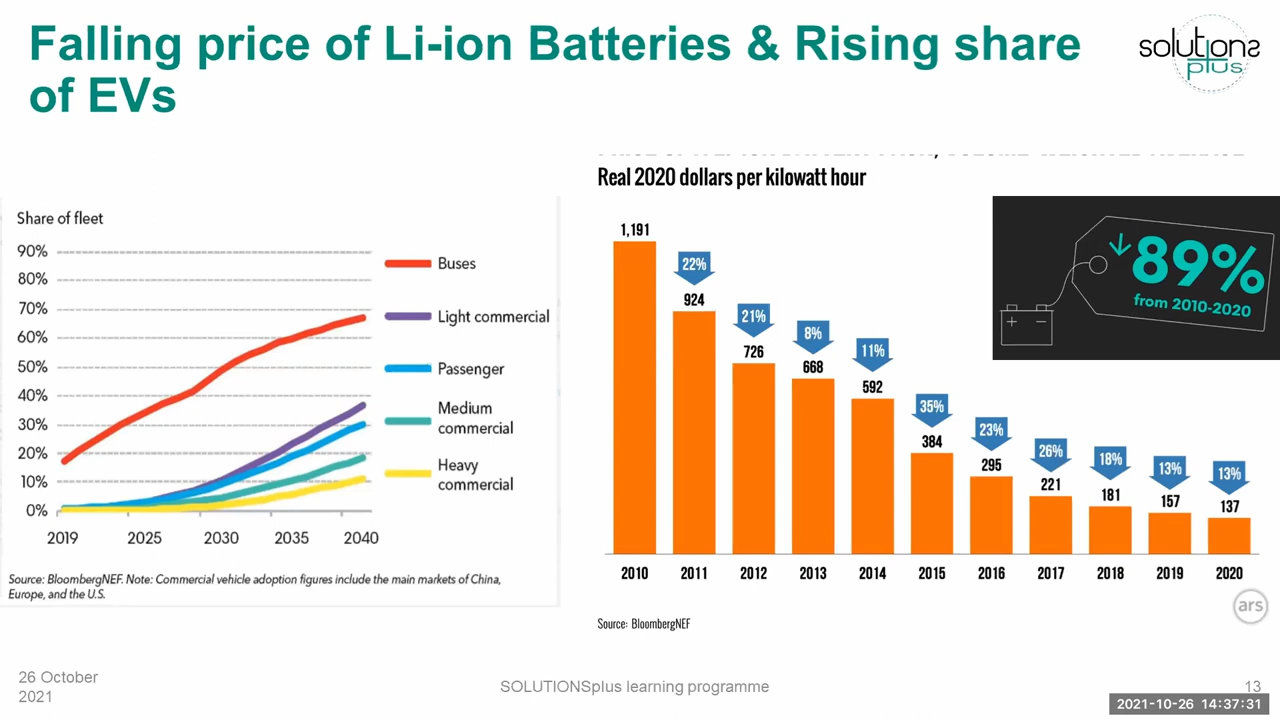 Falling price of Li-ion Batteries & Rising share
of EVs
solutions
plus
Share of fleet
90%
80%
70%
60%
50%
40%
30%
20%
10%
0%
2019 2025 2030 2035 2040
Buses
Light commercial
Passenger
Medium
commercial
Heavy
commercial
Source: BloombergNEF. Note: Commercial vehicle adoption figures include the main markets of China,
Europe, and the U.S.
Real 2020 dollars per kilowatt hour
1,191
22%
924
21%
726
8%
668
11%
592
35%
384
23%
295
26%
221
18%
181
13%
157
13%
137
2010 2011 2012 2013 2014 2015 2016 2017 2018 2019 2020
89%
from 2010-2020
+ −
ars
Source: BloombergNEF
26 October
2021
SOLUTIONSplus learning programme
13
2021-10-26 14:37:31